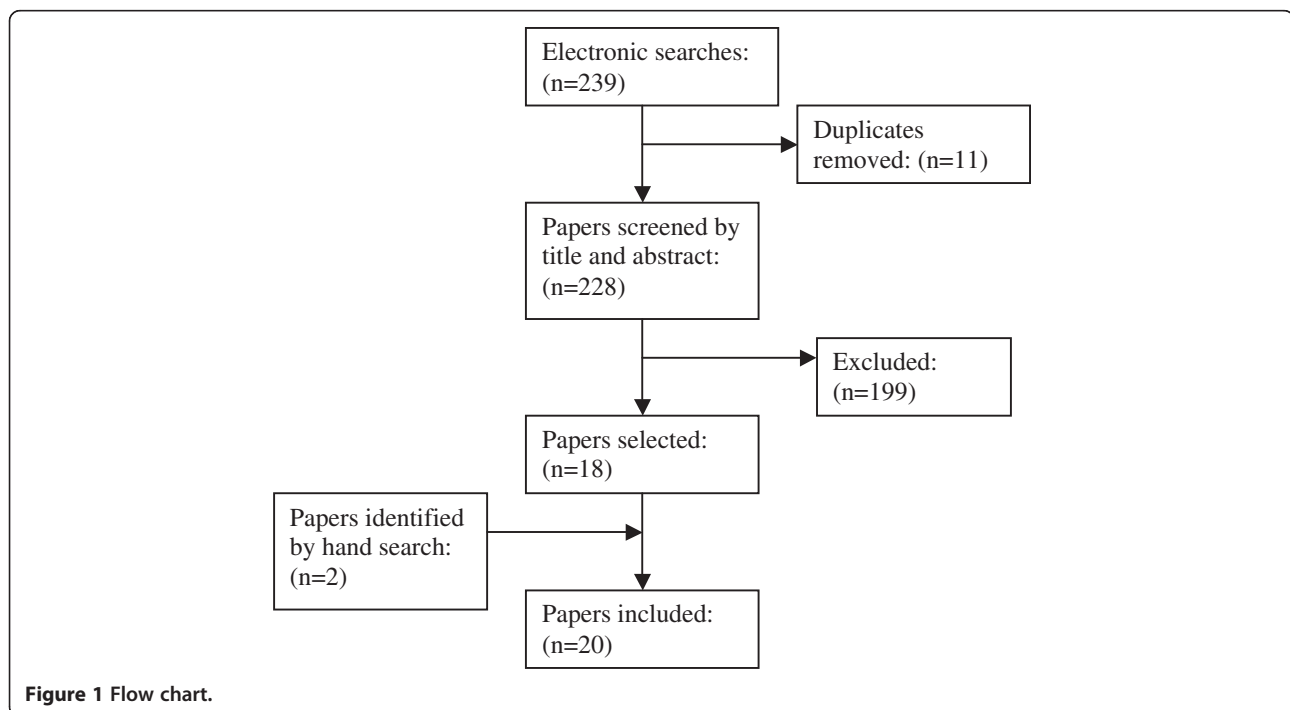 Electronic searches:
(n=239)
Duplicates
removed: (n=11)
Papers screened by
title and abstract:
(n=228)
Excluded:
(n=199)
Papers selected:
(n=18)
Papers identified
by hand search:
(n=2)
Papers included:
(n=20)
Figure 1 Flow chart.